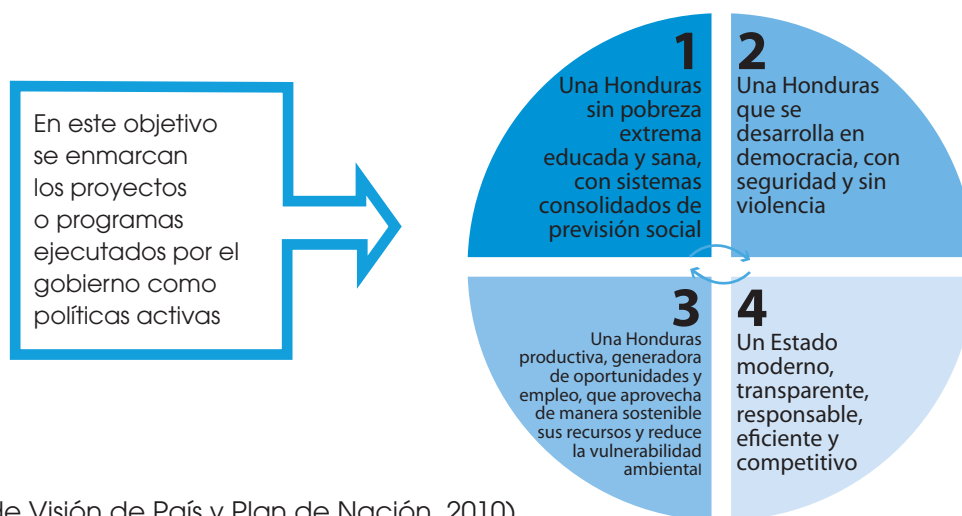 En este objetivo
se enmarcan
los proyectos
o programas
ejecutados por el
gobierno como
políticas activas
1
Una Honduras
sin pobreza
extrema
educada y sana,
con sistemas
consolidados de
previsión social
2
Una Honduras
que se
desarrolla en
democracia, con
seguridad y sin
violencia
3
Una Honduras
productiva, generadora
de oportunidades y
empleo, que aprovecha
de manera sostenible
sus recursos y reduce
la vulnerabilidad
ambiental
4
Un Estado
moderno,
transparente,
responsable,
eficiente y
competitivo
de Visión de País y Plan de Nación, 2010)